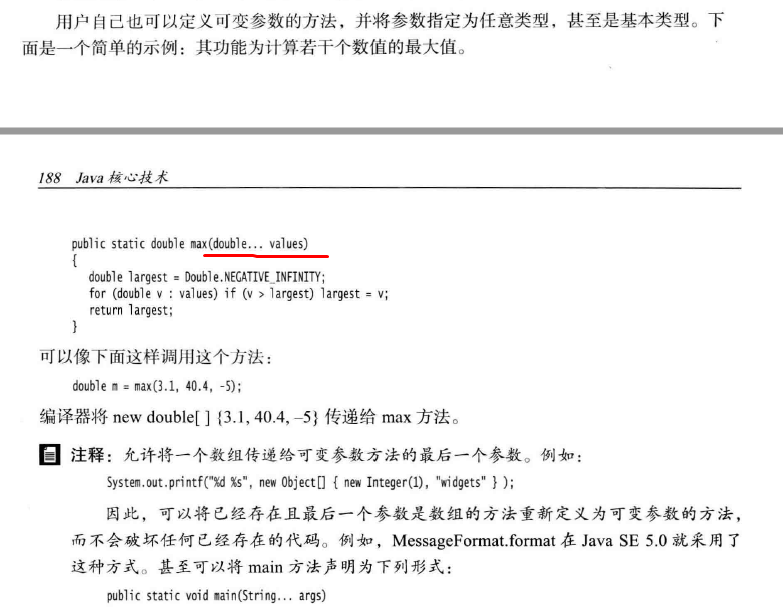 用户自己也可以定义可变参数的方法，并将参数指定为任意类型，甚至是基本类型。下
面是一个简单的示例：其功能为计算若干个数值的最大值。
188 Java 核心技术
public static double max(double... values)
{
double largest = Double.NEGATIVE_INFINITY;
for (double v : values) if (v > largest) largest = v;
return largest;
}
可以像下面这样调用这个方法：
double m = max(3.1, 40.4, -5);
编译器将 new double[ ] {3.1, 40.4, –5} 传递给 max 方法。
注释：允许将一个数组传递给可变参数方法的最后一个参数。例如：
System.out.printf("%d %s", new Object[] { new Integer(1), "widgets" } );
因此，可以将已经存在且最后一个参数是数组的方法重新定义为可变参数的方法，
而不会破坏任何已经存在的代码。例如，MessageFormat.format 在 Java SE 5.0 就采用了
这种方式。甚至可以将 main 方法声明为下列形式：
public static void main(String... args)